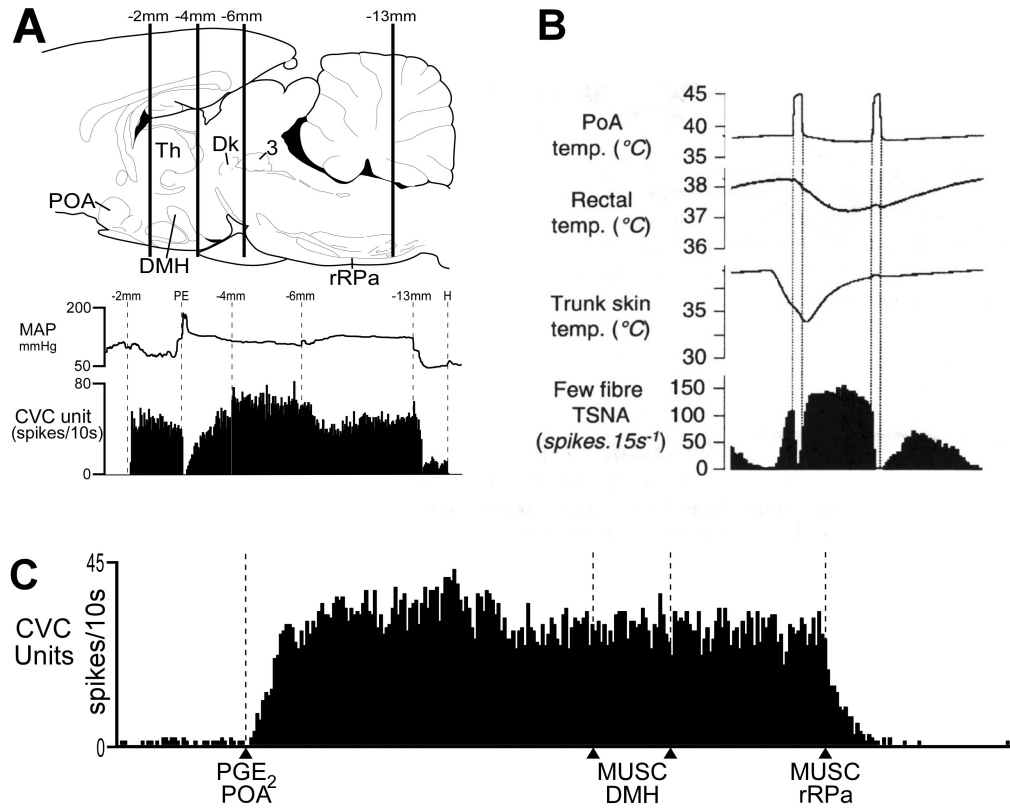 A
-2mm -4mm -6mm -13mm
Th
Dk
3
POA
DMH
rRPa
-2mm PE -4mm -6mm -13mm H
200
MAP
mmHg
50
80
CVC unit
(spikes/10s)
0
B
45
PoA
40
temp. (°C)
35
38
Rectal
37
temp. (°C)
36
Trunk skin
35
temp. (°C)
30
Few fibre
150
TSNA
100
(spikes.15s-1)
50
0
C
45
CVC
Units
spikes/10s
0
PGE2
POA
MUSC
DMH
MUSC
rRPa